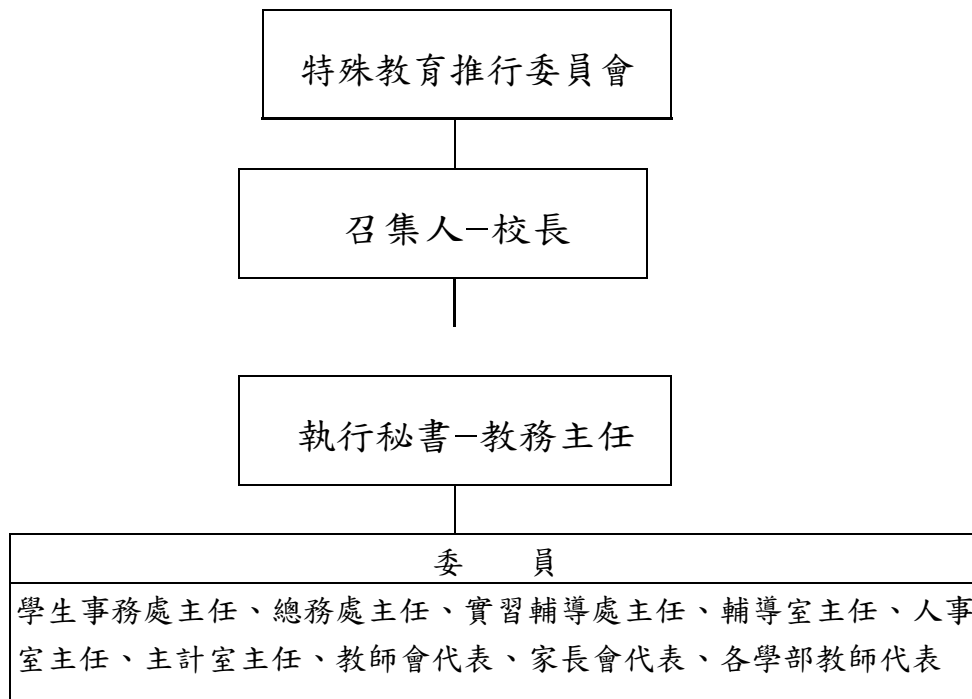 特殊教育推行委員會
召集人–校長
執行秘書–教務主任
委 員
學生事務處主任、總務處主任、實習輔導處主任、輔導室主任、人事
室主任、主計室主任、教師會代表、家長會代表、各學部教師代表